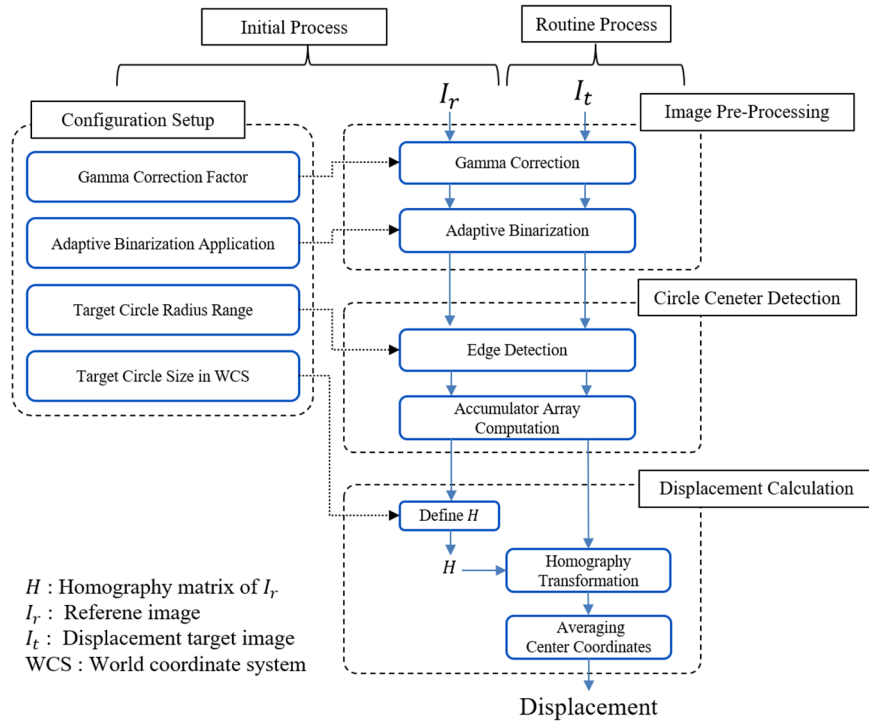 Initial Process
Routine Process
I_r
I_t
Image Pre-Processing
Configuration Setup
Gamma Correction Factor
Gamma Correction
Adaptive Binarization Application
Adaptive Binarization
Circle Ceneter Detection
Target Circle Radius Range
Edge Detection
Target Circle Size in WCS
Accumulator Array
Computation
Displacement Calculation
Define H
H
Homography
Transformation
Averaging
Center Coordinates
Displacement
H : Homography matrix of I_r
I_r : Referene image
I_t : Displacement target image
WCS : World coordinate system